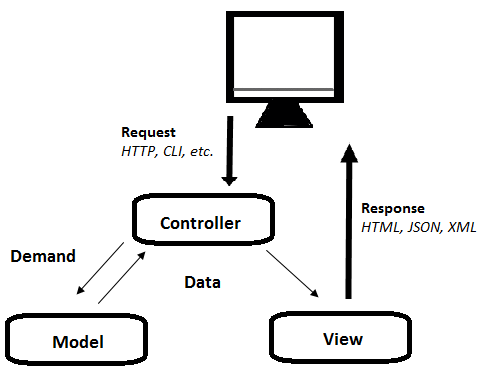 Request
HTTP, CLI, etc.
Controller
Response
HTML, JSON, XML
Demand
Data
Model
View